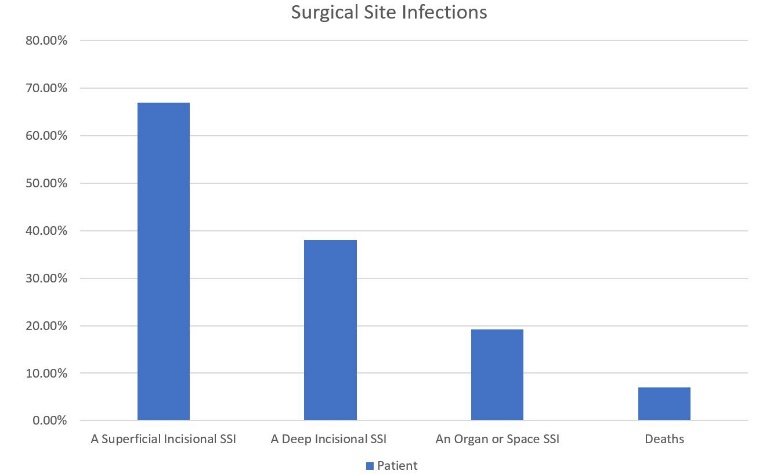 Surgical Site Infections
80.00%
70.00%
60.00%
50.00%
40.00%
30.00%
20.00%
10.00%
0.00%
A Superficial Incisional SSI
A Deep Incisional SSI
An Organ or Space SSI
Deaths
Patient